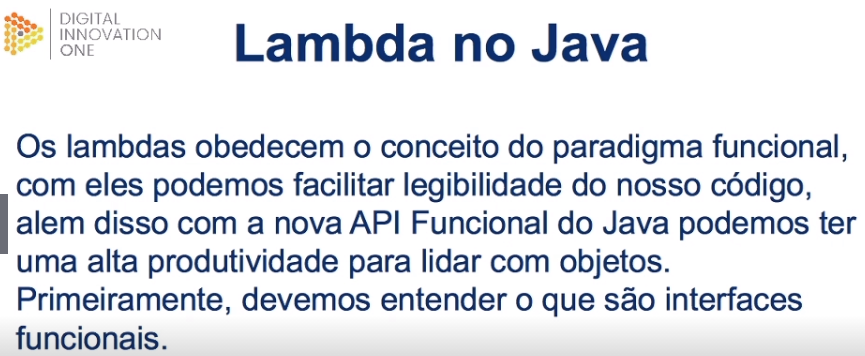 DIGITAL
INNOVATION
ONE
Lambda no Java
Os lambdas obedecem o conceito do paradigma funcional,
com eles podemos facilitar legibilidade do nosso código,
alem disso com a nova API Funcional do Java podemos ter
uma alta produtividade para lidar com objetos.
Primeiramente, devemos entender o que são interfaces
funcionais.